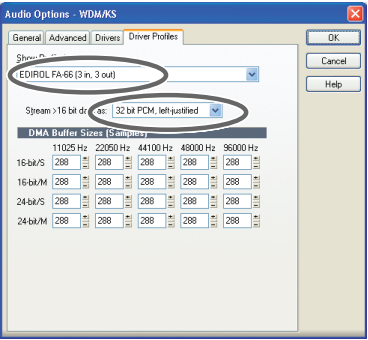 Audio Options - WDM/KS
General Advanced Drivers Driver Profiles
OK
Cancel
Help
Show
EDIROL FA-66 (3 in, 3 out)
Stream >16 bit as: 32 bit PCM, left-justified
DMA Buffer Sizes (Samples)
11025 Hz 22050 Hz 44100 Hz 48000 Hz 96000 Hz
16-bit/S 288 288 288 288 288
16-bit/M 288 288 288 288 288
24-bit/S 288 288 288 288 288
24-bit/M 288 288 288 288 288